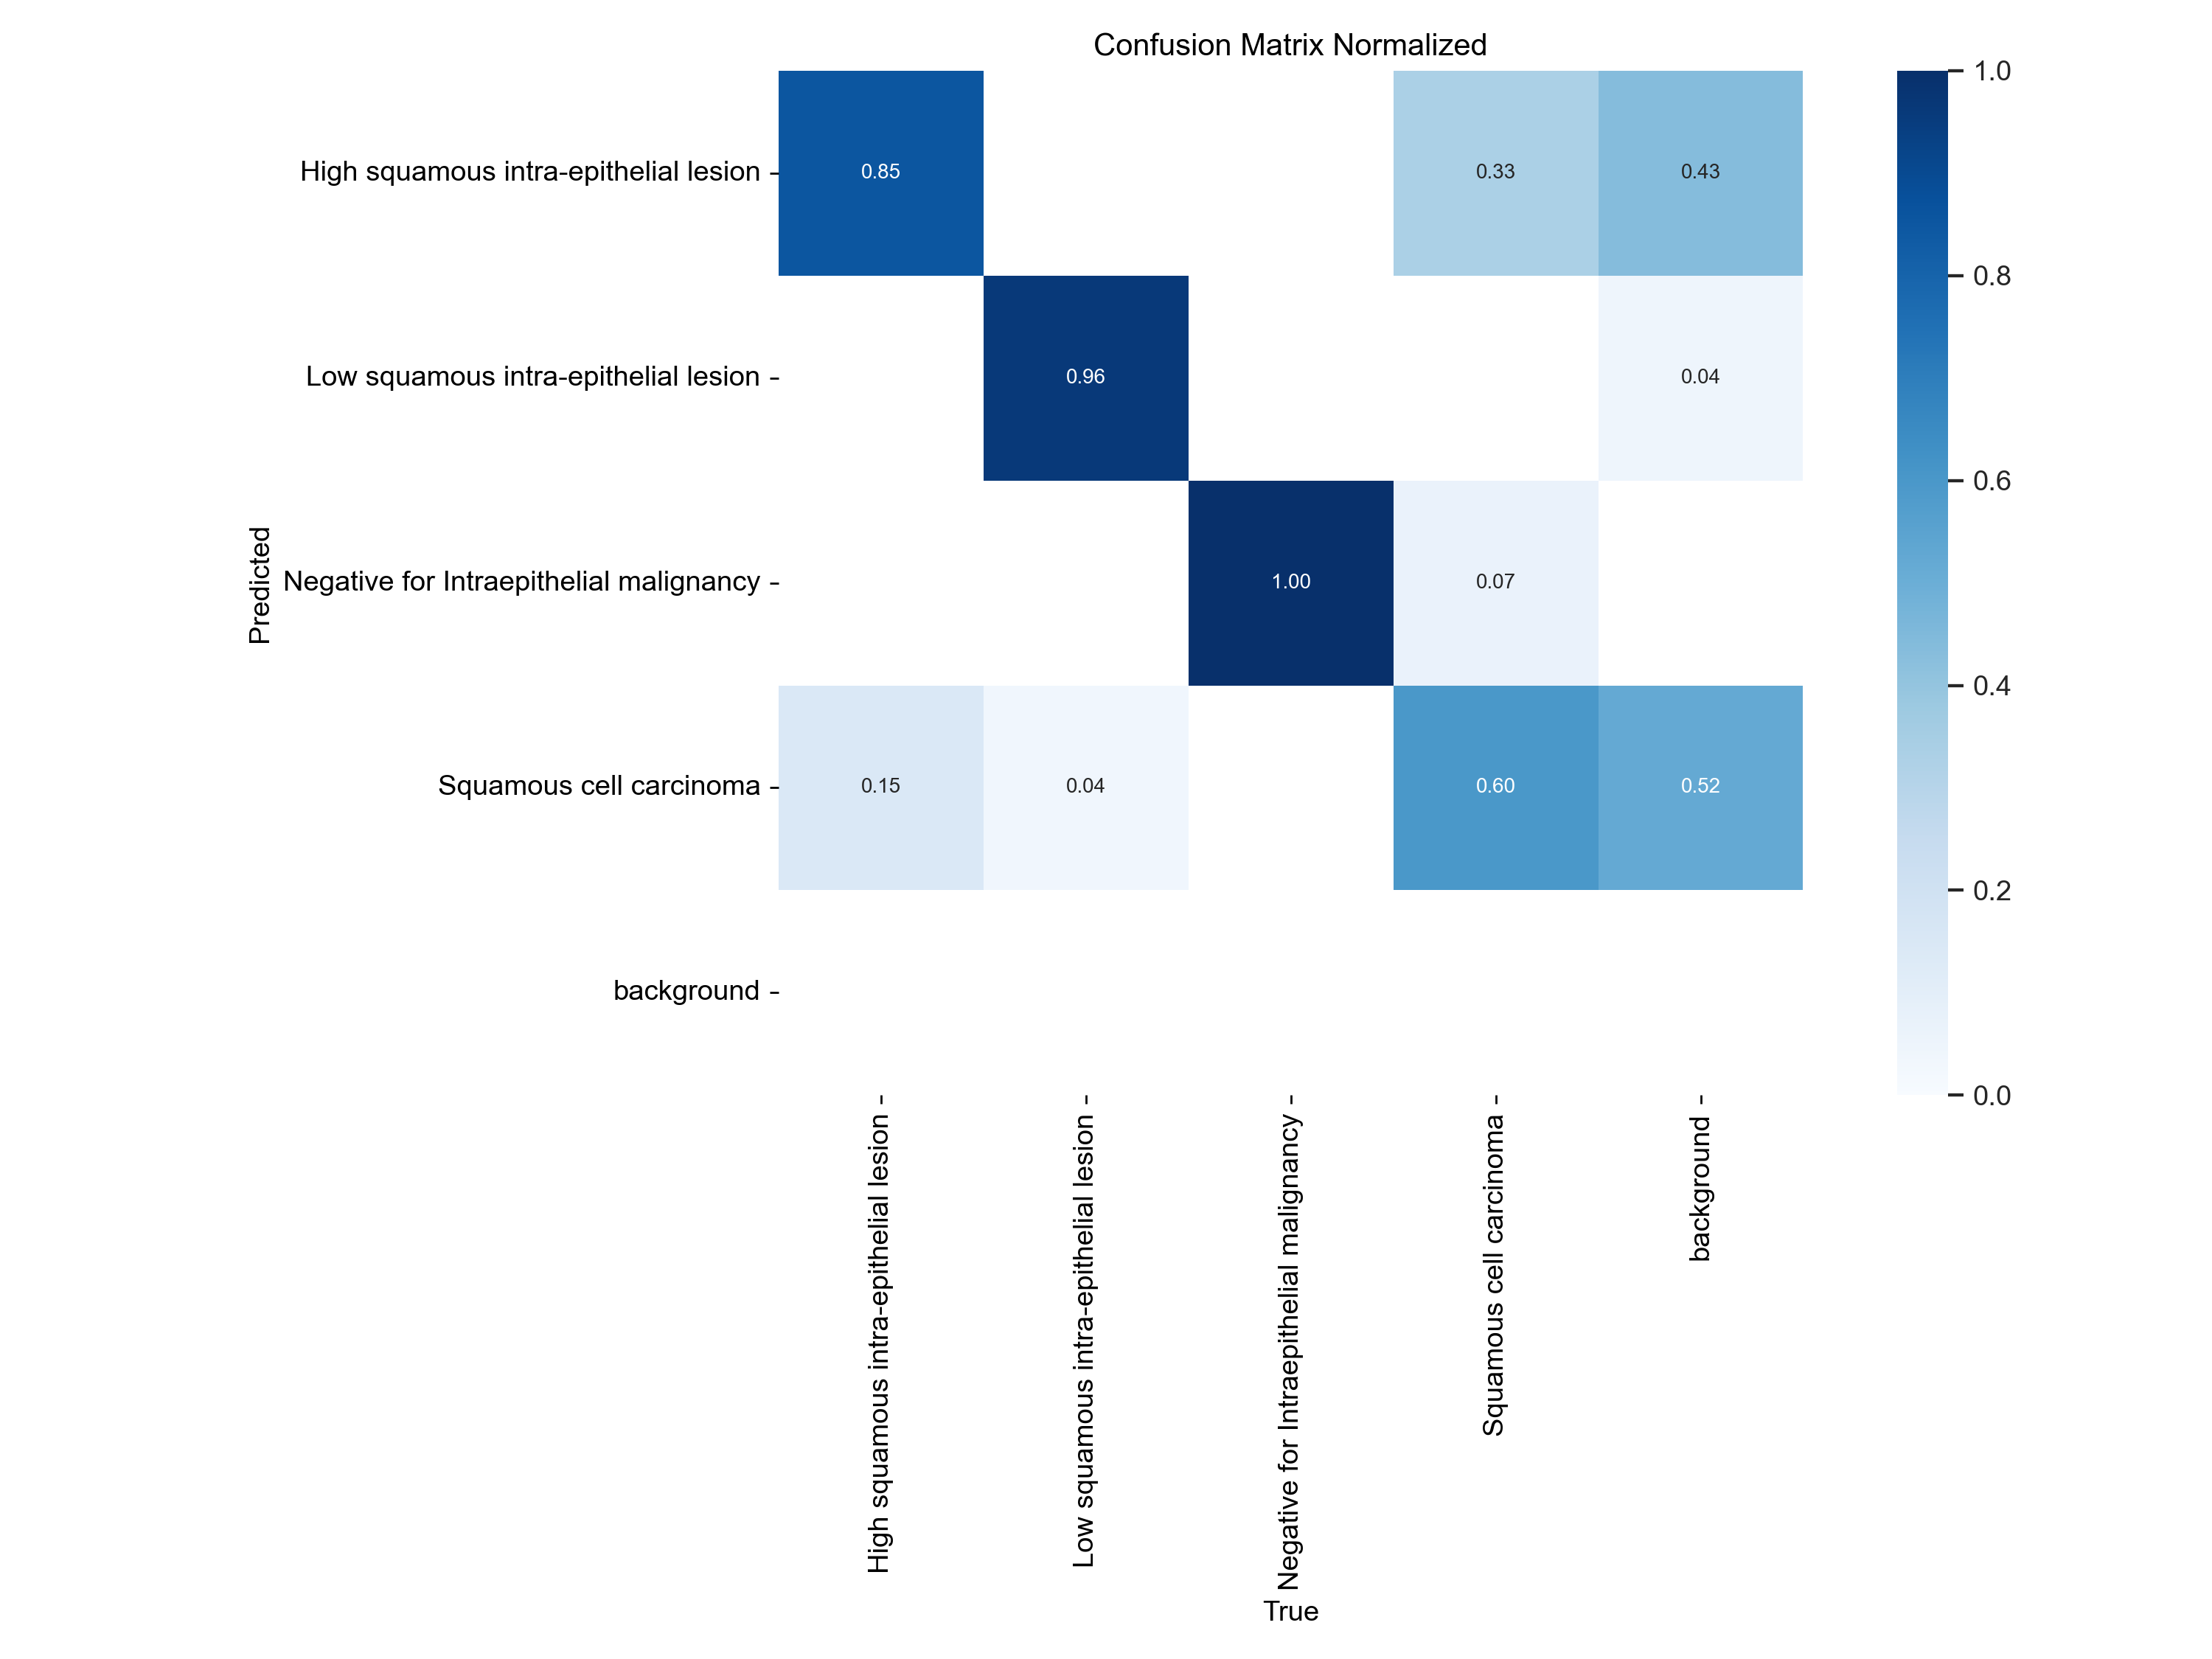 Confusion Matrix Normalized
High squamous intra-epithelial lesion
0.85
0.33
0.43
Low squamous intra-epithelial lesion
0.96
0.04
Negative for Intraepithelial malignancy
1.00
0.07
Squamous cell carcinoma
0.15
0.04
0.60
0.52
background
Predicted
High squamous intra-epithelial lesion
Low squamous intra-epithelial lesion
Negative for Intraepithelial malignancy
Squamous cell carcinoma
background
True
1.0
0.8
0.6
0.4
0.2
0.0